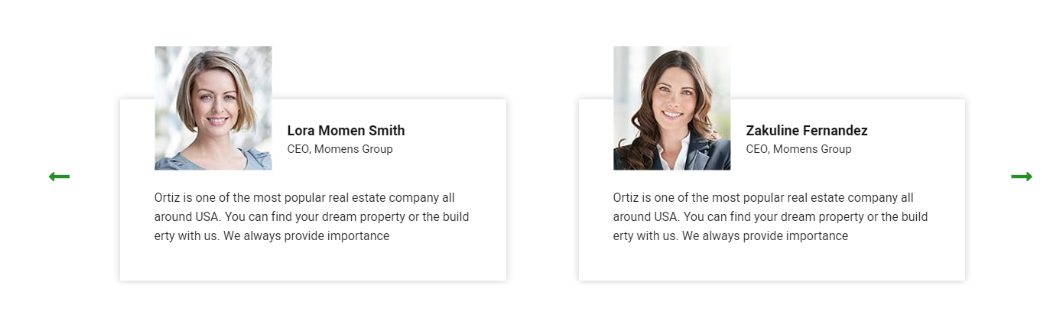 Lora Momen Smith
CEO, Momens Group
Ortiz is one of the most popular real estate company all
around USA. You can find your dream property or the build
erty with us. We always provide importance
Zakuline Fernandez
CEO, Momens Group
Ortiz is one of the most popular real estate company all
around USA. You can find your dream property or the build
erty with us. We always provide importance